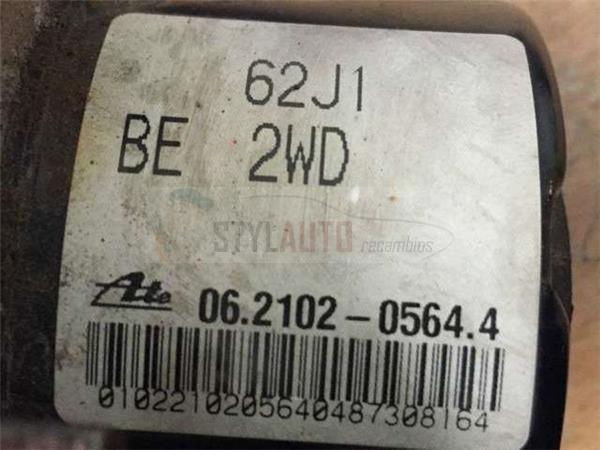 62J1
BE 2WD
STYLAUTO
recambios
Ate 06.2102-0564.4
0102210205640487308164